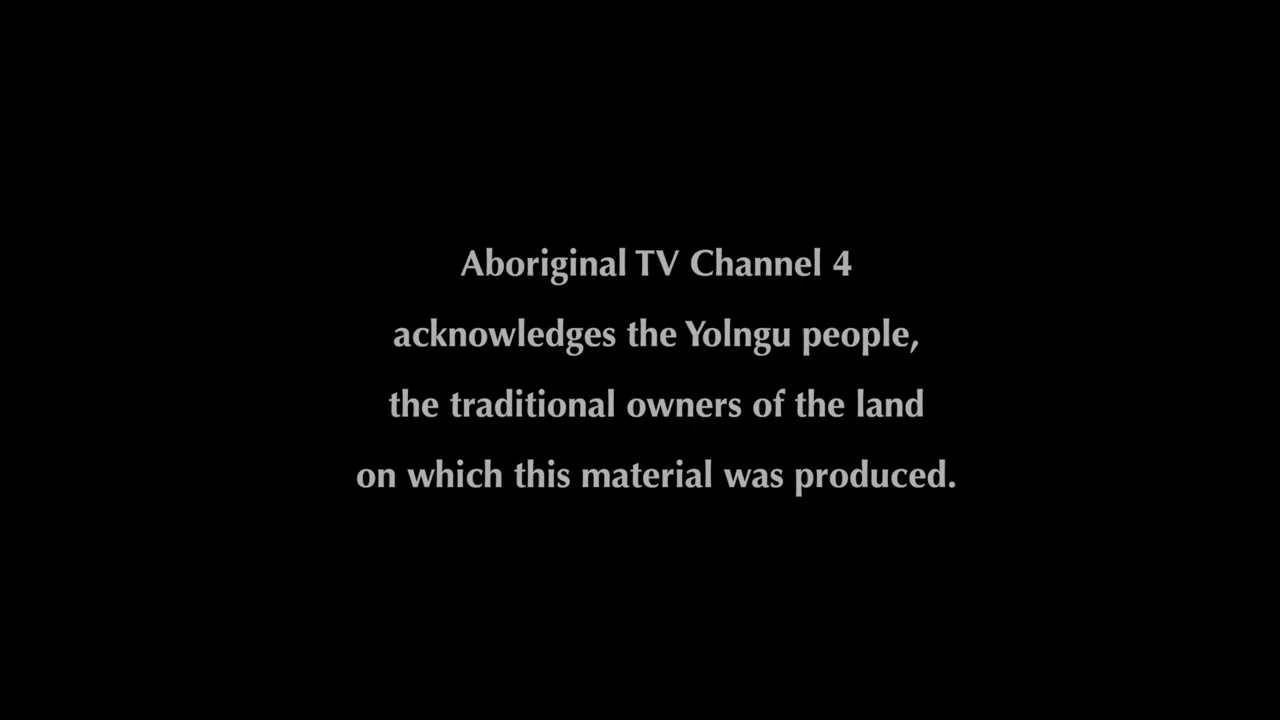 Aboriginal TV Channel 4
acknowledges the Yolngu people,
the traditional owners of the land
on which this material was produced.